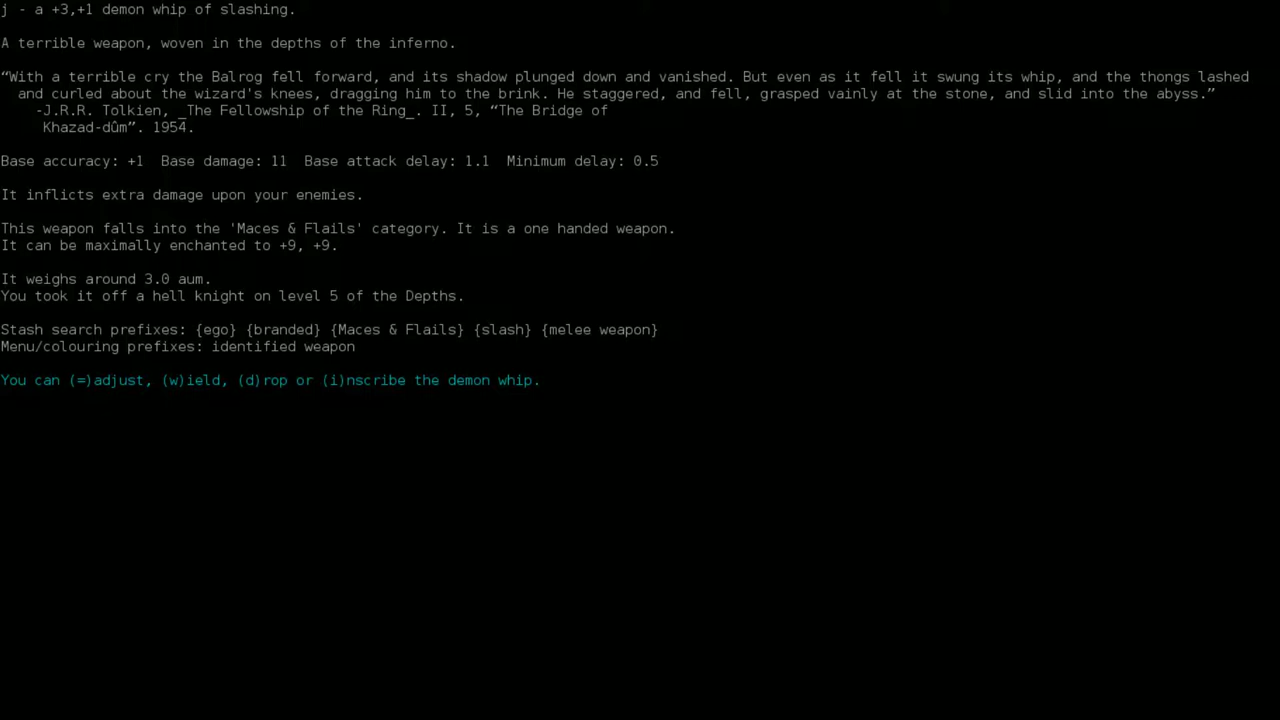 j - a +3,+1 demon whip of slashing.
A terrible weapon, woven in the depths of the inferno.
“With a terrible cry the Balrog fell forward, and its shadow plunged down and vanished. But even as it fell it swung its whip, and the thongs lashed
and curled about the wizard's knees, dragging him to the brink. He staggered, and fell, grasped vainly at the stone, and slid into the abyss.”
-J.R.R. Tolkien, _The Fellowship of the Ring_. II, 5, “The Bridge of
Khazad-dûm”. 1954.
Base accuracy: +1  Base damage: 11  Base attack delay: 1.1  Minimum delay: 0.5
It inflicts extra damage upon your enemies.
This weapon falls into the 'Maces & Flails' category. It is a one handed weapon.
It can be maximally enchanted to +9, +9.
It weighs around 3.0 aum.
You took it off a hell knight on level 5 of the Depths.
Stash search prefixes: {ego} {branded} {Maces & Flails} {slash} {melee weapon}
Menu/colouring prefixes: identified weapon
You can (=)adjust, (w)ield, (d)rop or (i)nscribe the demon whip.